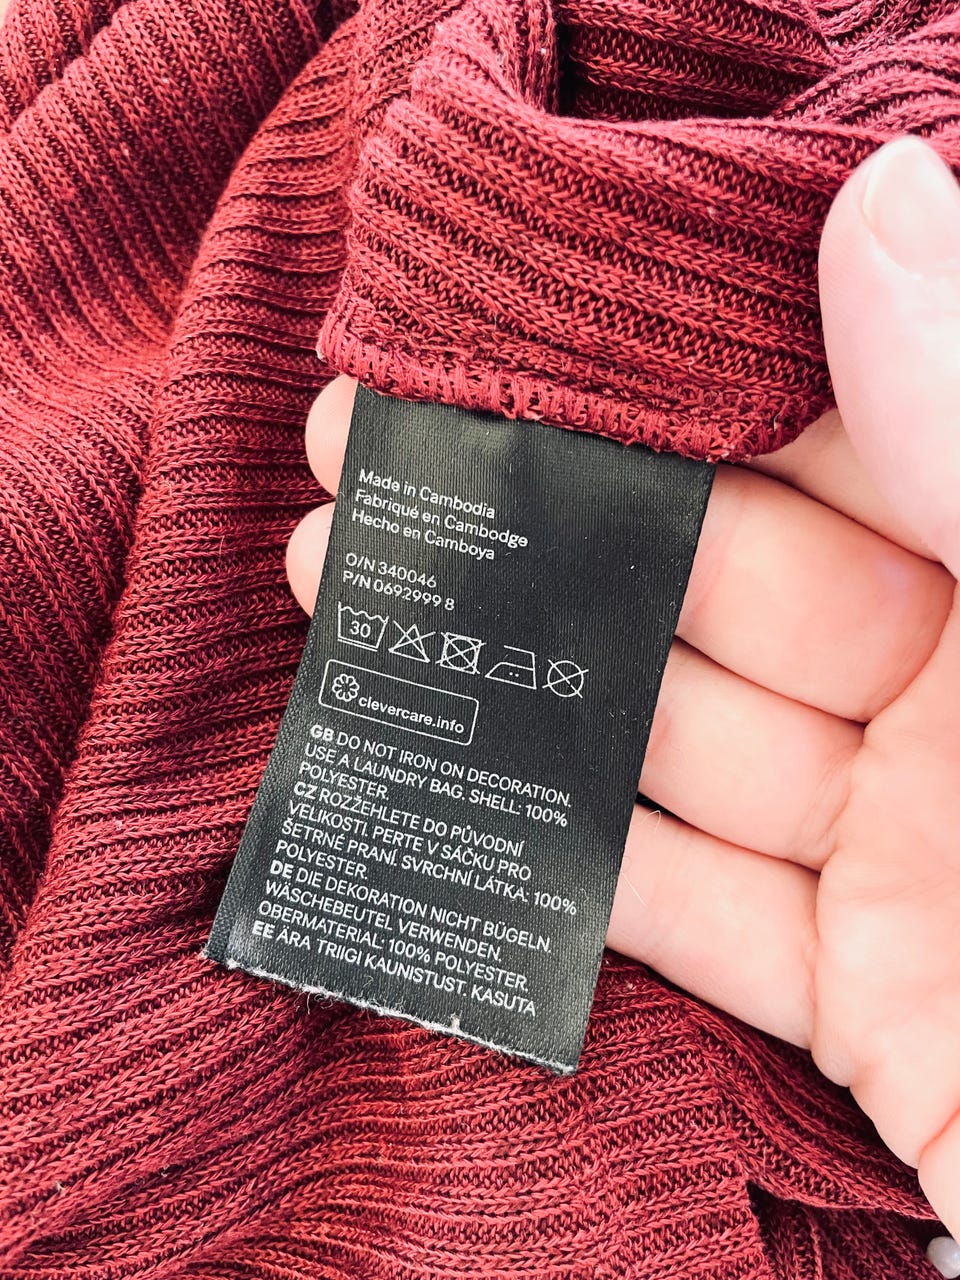 Made in Cambodia
Fabriqué en Cambodge
Hecho en Camboya
O/N 340046
P/N 0692999 8
30
clevercare.info
GB DO NOT IRON ON DECORATION.
USE A LAUNDRY BAG. SHELL: 100%
POLYESTER.
CZ ROZŽEHLETE DO PŮVODNÍ
VELIKOSTI. PERTE V SÁČKU PRO
ŠETRNÉ PRANÍ. SVRCHNÍ LÁTKA: 100%
POLYESTER.
DE DIE DEKORATION NICHT BÜGELN.
WÄSCHEBEUTEL VERWENDEN.
OBERMATERIAL: 100% POLYESTER.
EE ÄRA TRIIGI KAUNISTUST. KASUTA